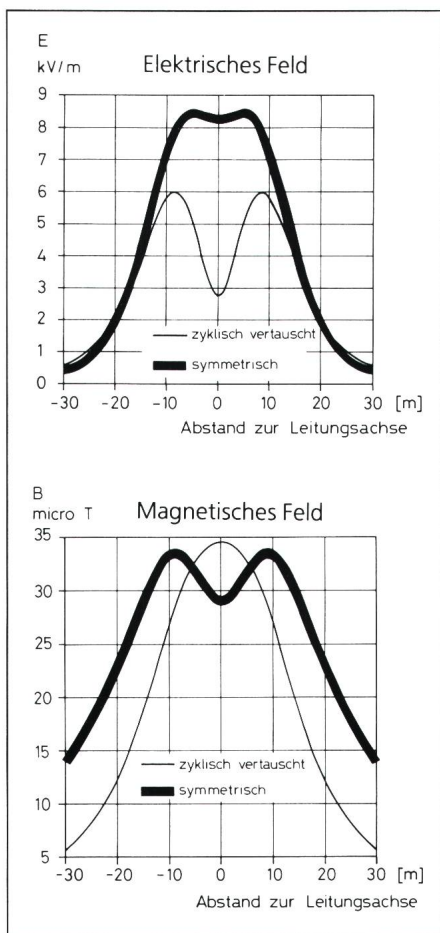 E
kV/m
Elektrisches Feld
9
8
7
6
5
4
3
2
1
0
zyklisch vertauscht
symmetrisch
-30 -20 -10 0 10 20 30 [m]
Abstand zur Leitungsachse
B
micro T
Magnetisches Feld
35
30
25
20
15
10
5
zyklisch vertauscht
symmetrisch
-30 -20 -10 0 10 20 30 [m]
Abstand zur Leitungsachse